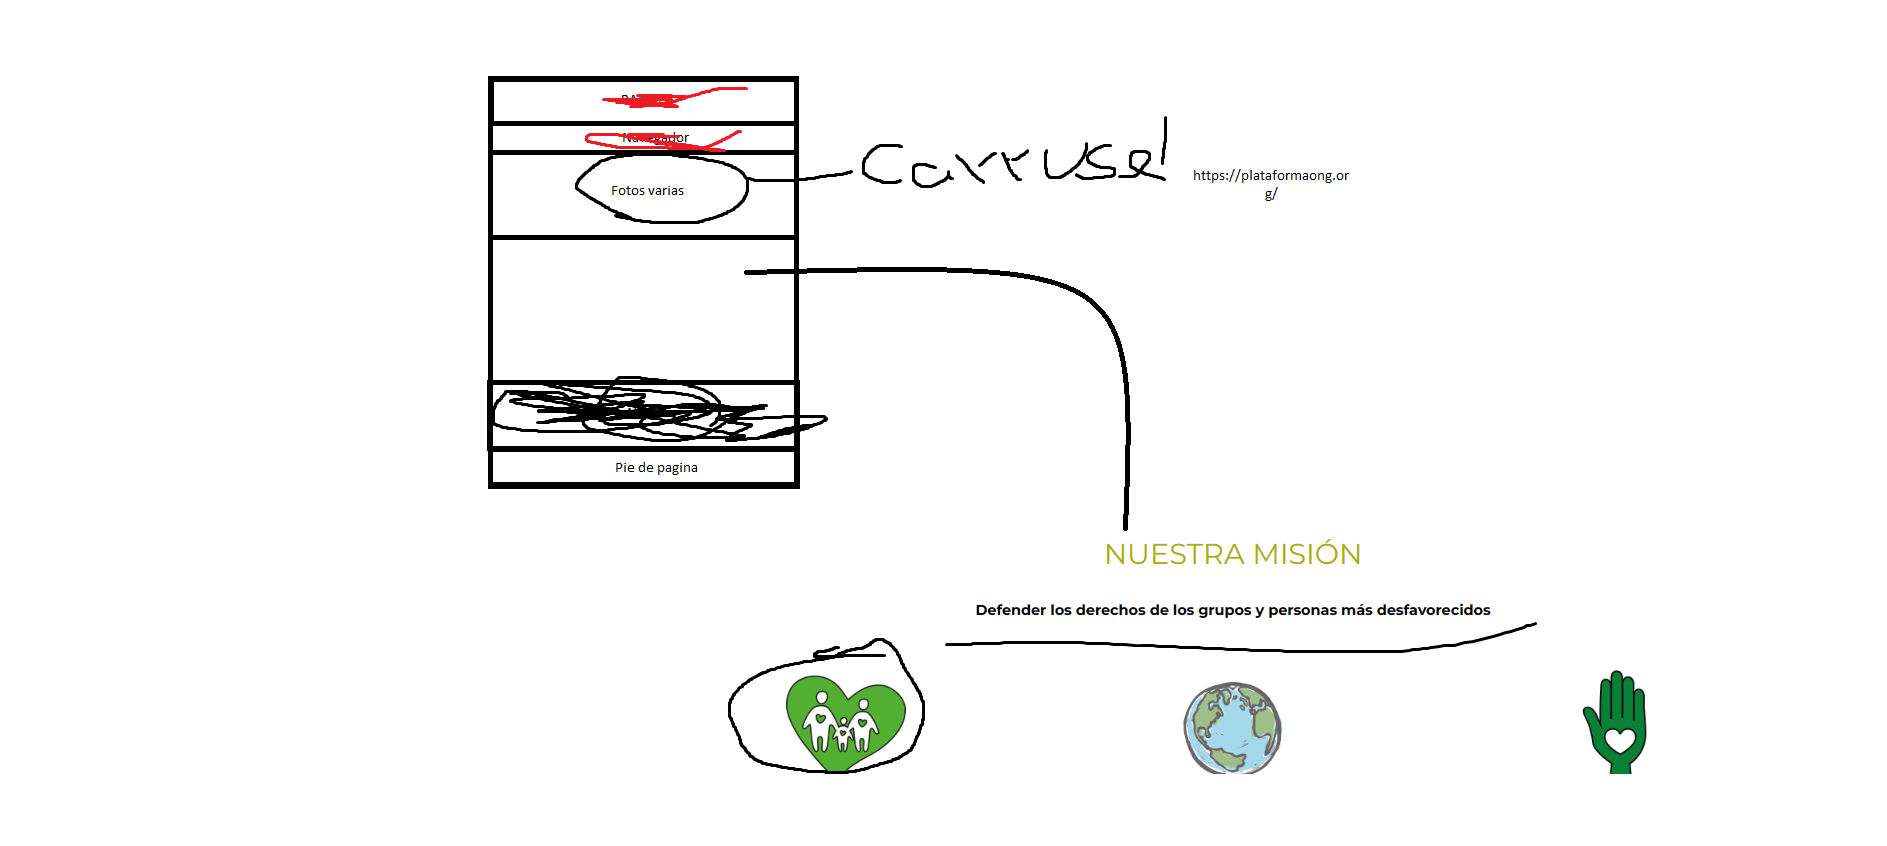 Navegador
Fotos varias
Carrusel
https://plataformaong.or
g/
Pie de pagina
NUESTRA MISIÓN
Defender los derechos de los grupos y personas más desfavorecidos